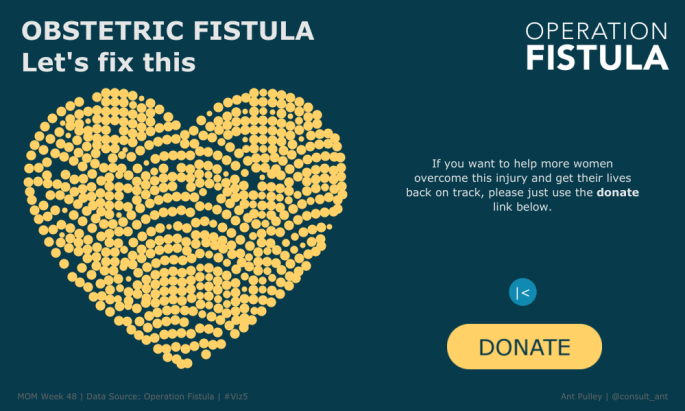 OBSTETRIC FISTULA
Let's fix this
OPERATION
FISTULA
If you want to help more women
overcome this injury and get their lives
back on track, please just use the donate
link below.
|<
DONATE
MOM Week 48 | Data Source: Operation Fistula | #Viz5
Ant Pulley | @consult_ant